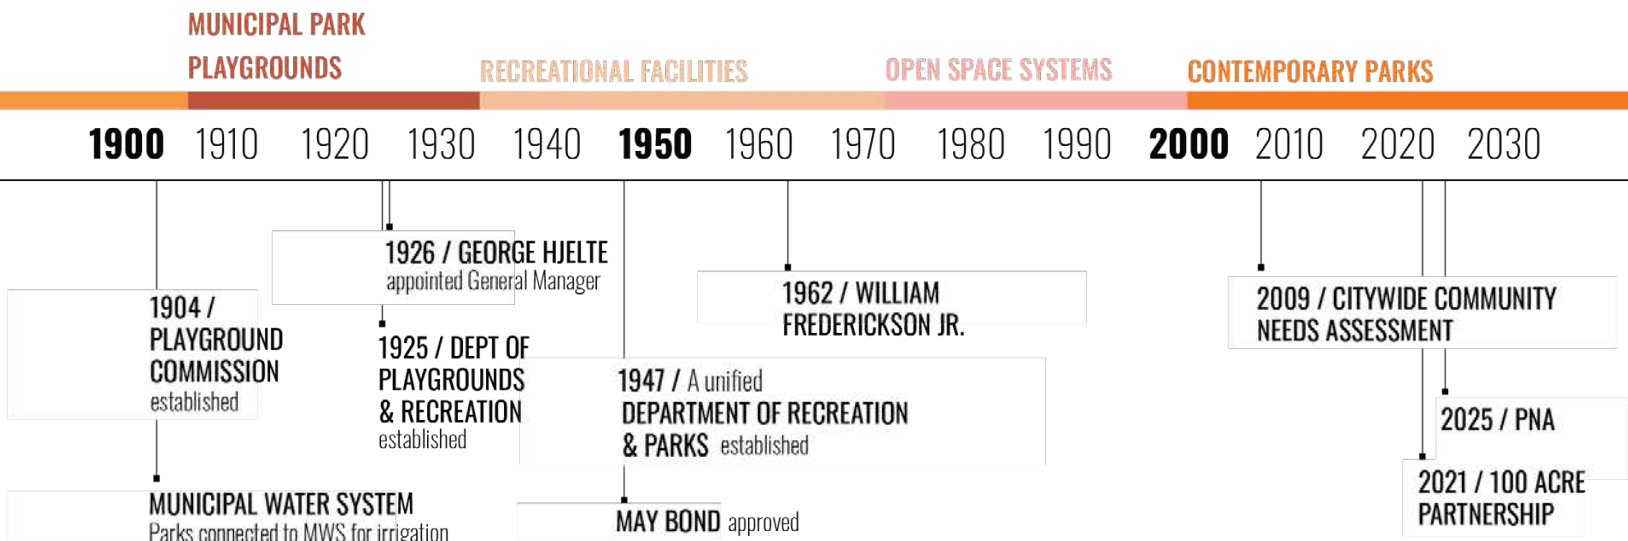 MUNICIPAL PARK
PLAYGROUNDS
RECREATIONAL FACILITIES
OPEN SPACE SYSTEMS
CONTEMPORARY PARKS
1900 1910 1920 1930 1940 1950 1960 1970 1980 1990 2000 2010 2020 2030
1904 /
PLAYGROUND
COMMISSION
established
MUNICIPAL WATER SYSTEM
Parks connected to MWS for irrigation
1926 / GEORGE HJELTE
appointed General Manager
1925 / DEPT OF
PLAYGROUNDS
& RECREATION
established
1947 / A unified
DEPARTMENT OF RECREATION
& PARKS established
MAY BOND approved
1962 / WILLIAM
FREDERICKSON JR.
2009 / CITYWIDE COMMUNITY
NEEDS ASSESSMENT
2025 / PNA
2021 / 100 ACRE
PARTNERSHIP